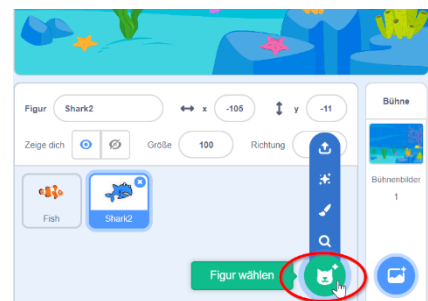 Figur Shark2 x -105 y -11
Zeige dich Größe 100 Richtung
Fish Shark2
Figur wählen
Bühne
Bühnenbilder
1